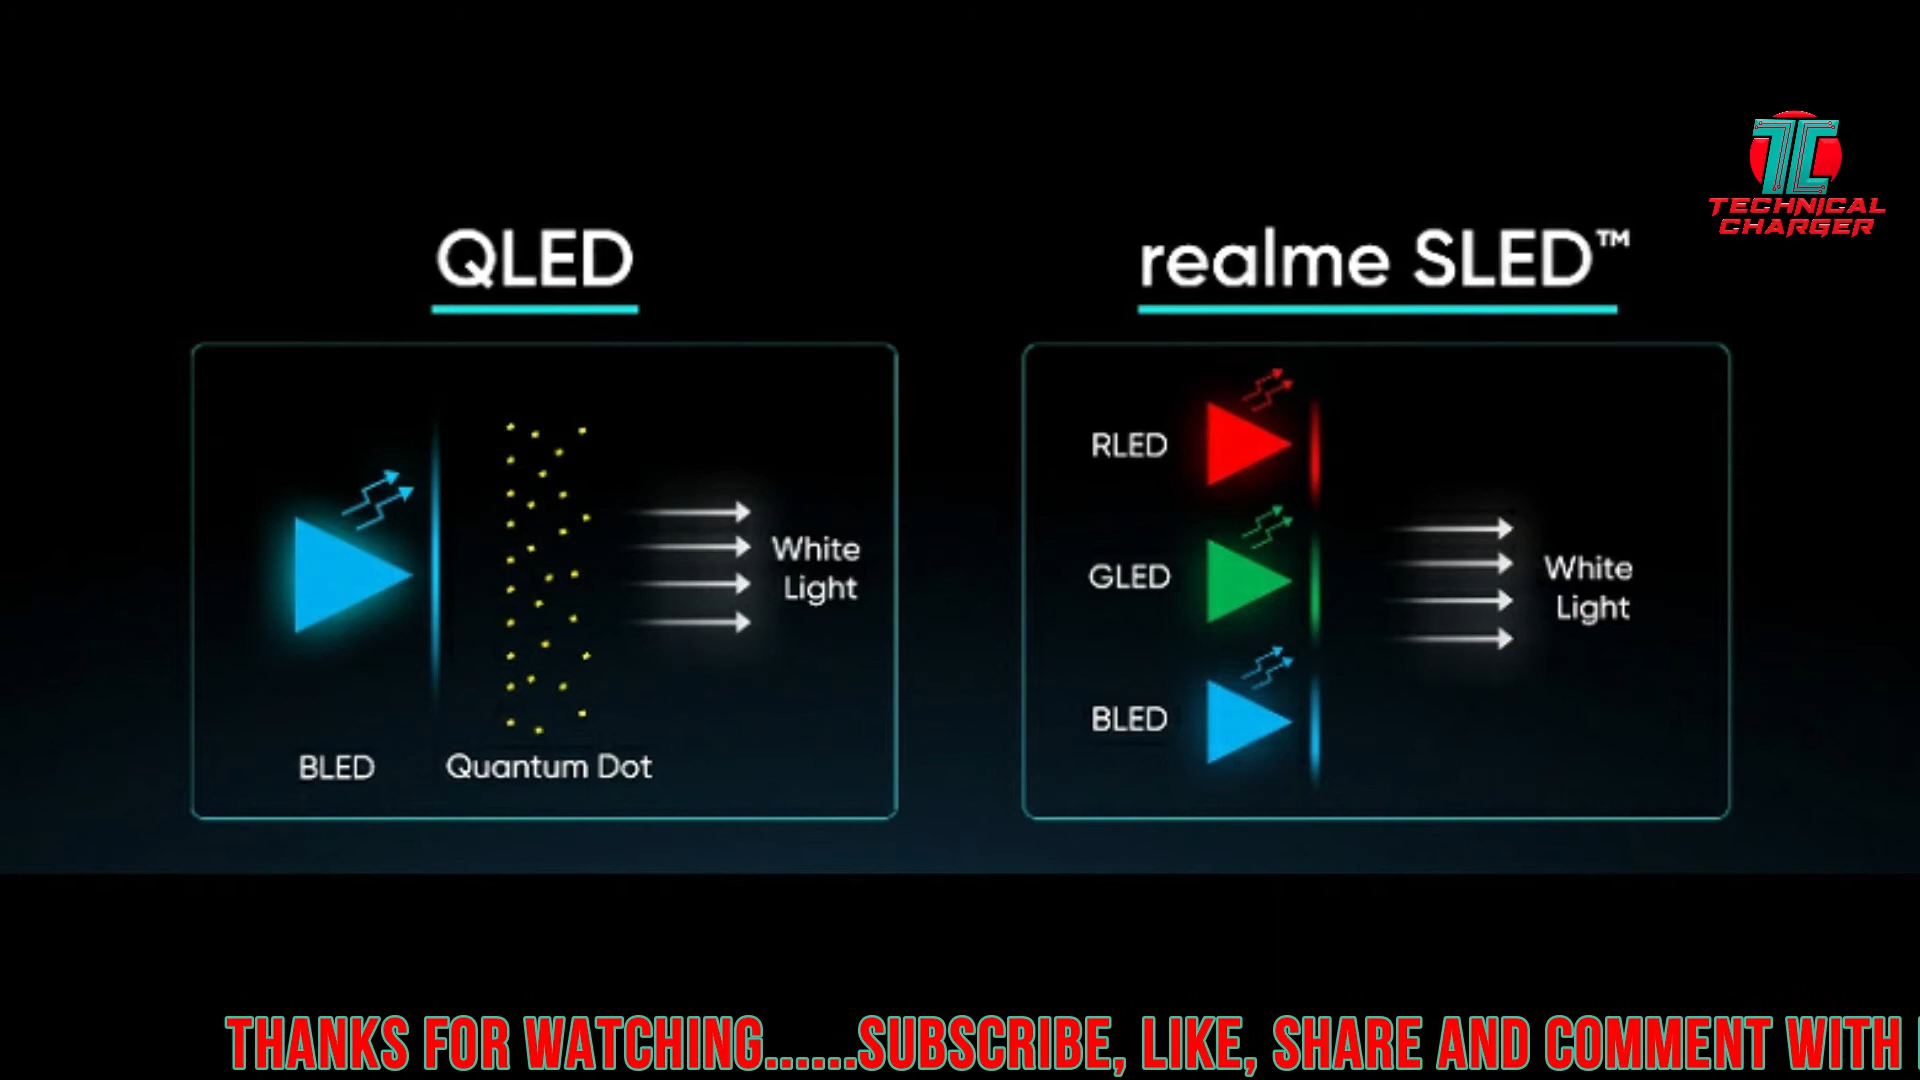 TC
TECHNICAL
CHARGER
QLED
realme SLED™
BLED
Quantum Dot
White
Light
RLED
GLED
BLED
White
Light
THANKS FOR WATCHING......SUBSCRIBE, LIKE, SHARE AND COMMENT WITH